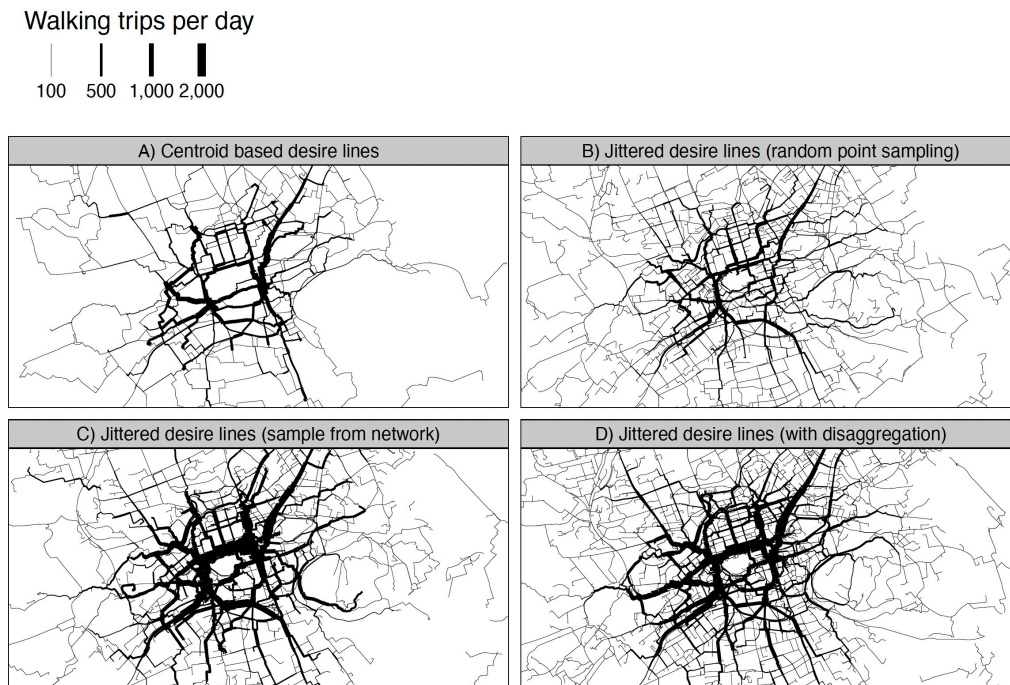 Walking trips per day
100 500 1,000 2,000
A) Centroid based desire lines
B) Jittered desire lines (random point sampling)
C) Jittered desire lines (sample from network)
D) Jittered desire lines (with disaggregation)